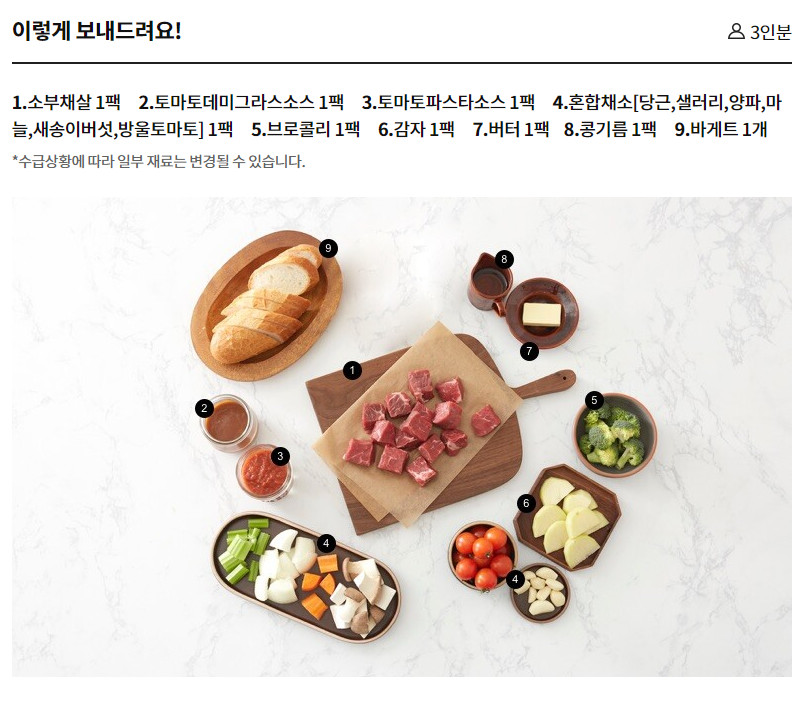 이렇게 보내드려요!
3인분
1.소부채살 1팩 2.토마토데미그라스소스 1팩 3.토마토파스타소스 1팩 4.혼합채소[당근,샐러리,양파,마
늘,새송이버섯,방울토마토] 1팩 5.브로콜리 1팩 6.감자 1팩 7.버터 1팩 8.콩기름 1팩 9.바게트 1개
*수급상황에 따라 일부 재료는 변경될 수 있습니다.
9
8
7
1
2
5
3
6
4
4